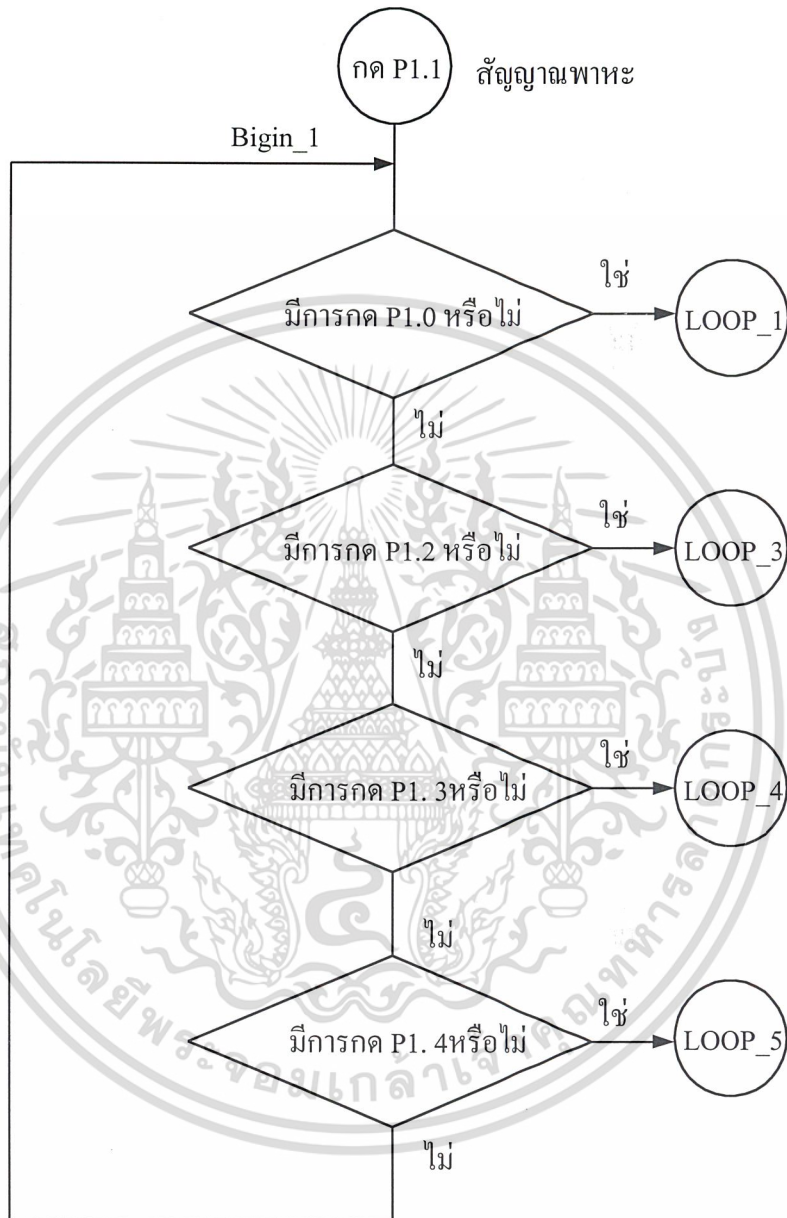 กด P1.1
สัญญาณพาหะ
Bigin_1
มีการกด P1.0 หรือไม่
ใช่
LOOP_1
ไม่
มีการกด P1.2 หรือไม่
ใช่
LOOP_3
ไม่
มีการกด P1. 3หรือไม่
ใช่
LOOP_4
ไม่
มีการกด P1. 4หรือไม่
ใช่
LOOP_5
ไม่